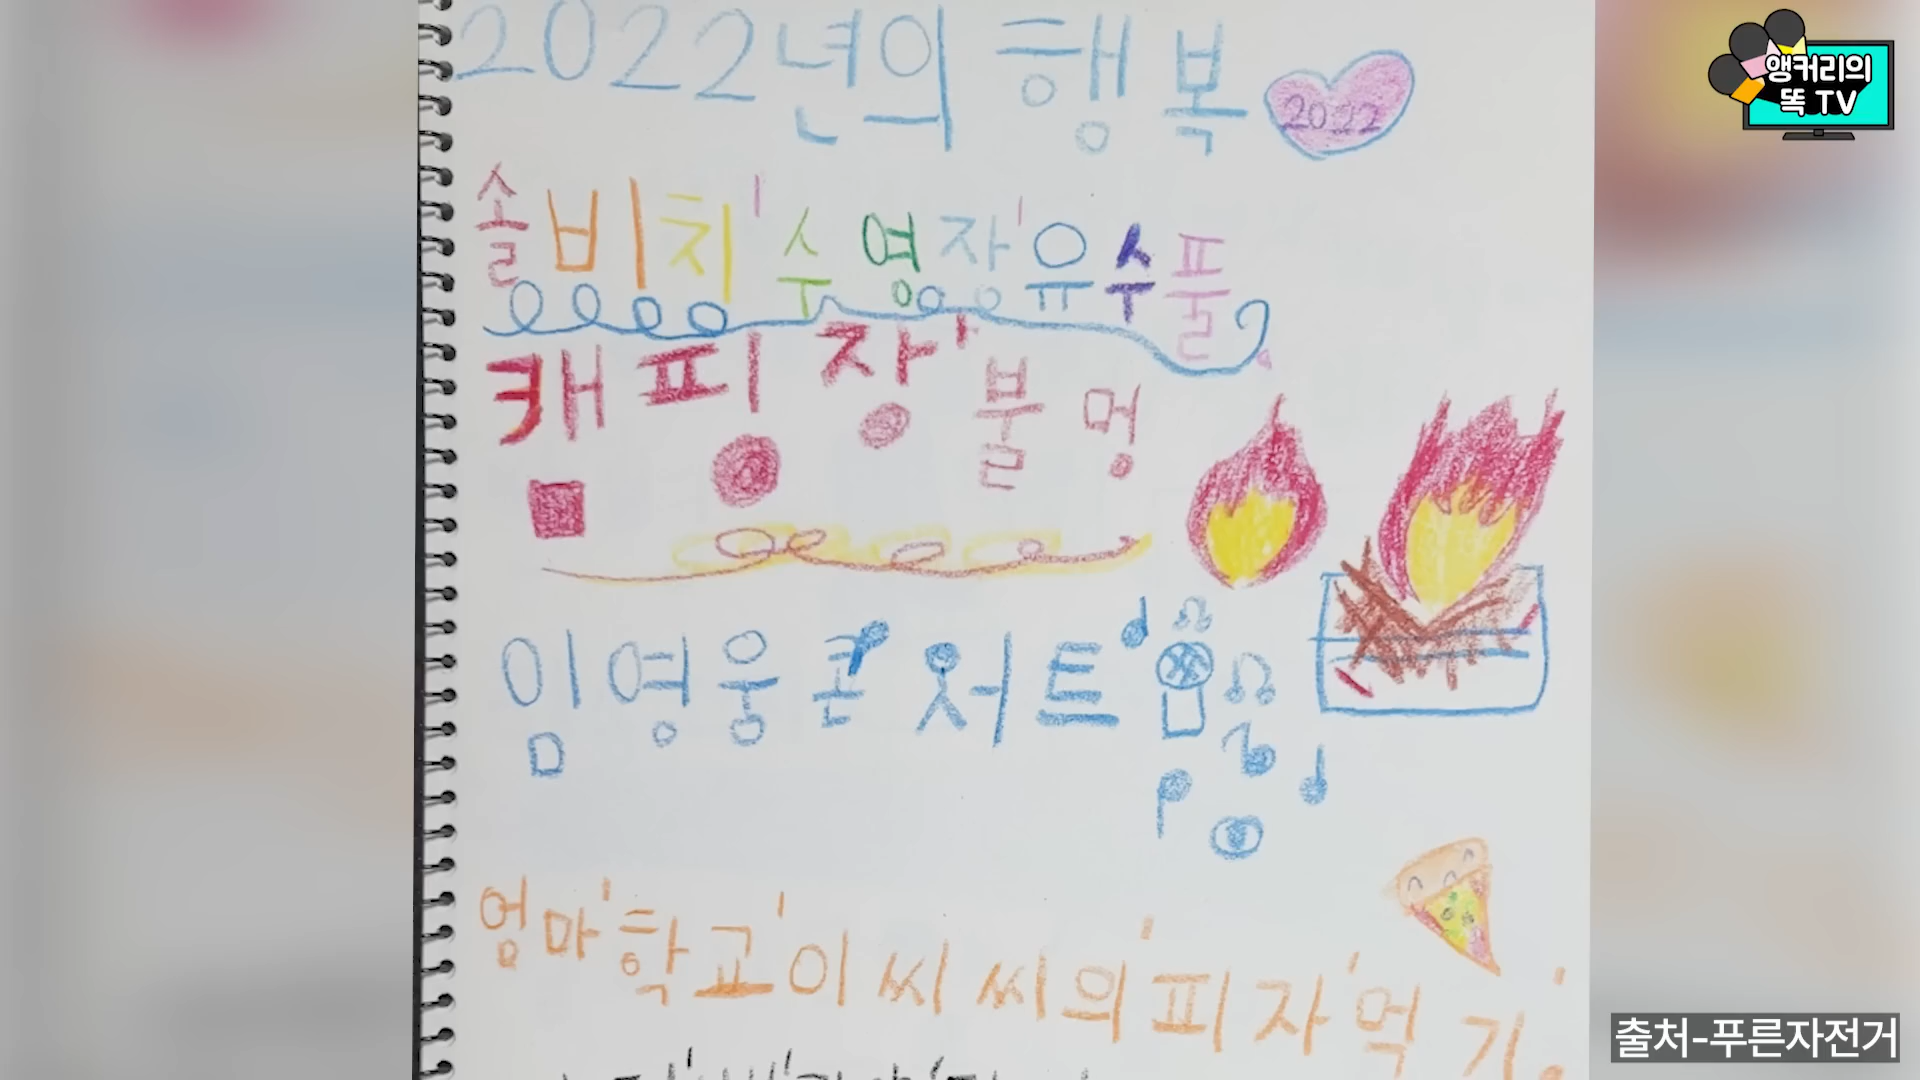 2022년의 행복
2022
솔비치 수영장 유수풀.
캠핑장 불멍
임영웅 콘서트
엄마 학교 이씨씨의 피자 먹기.
앵커리의
똑 TV
출처-푸른자전거